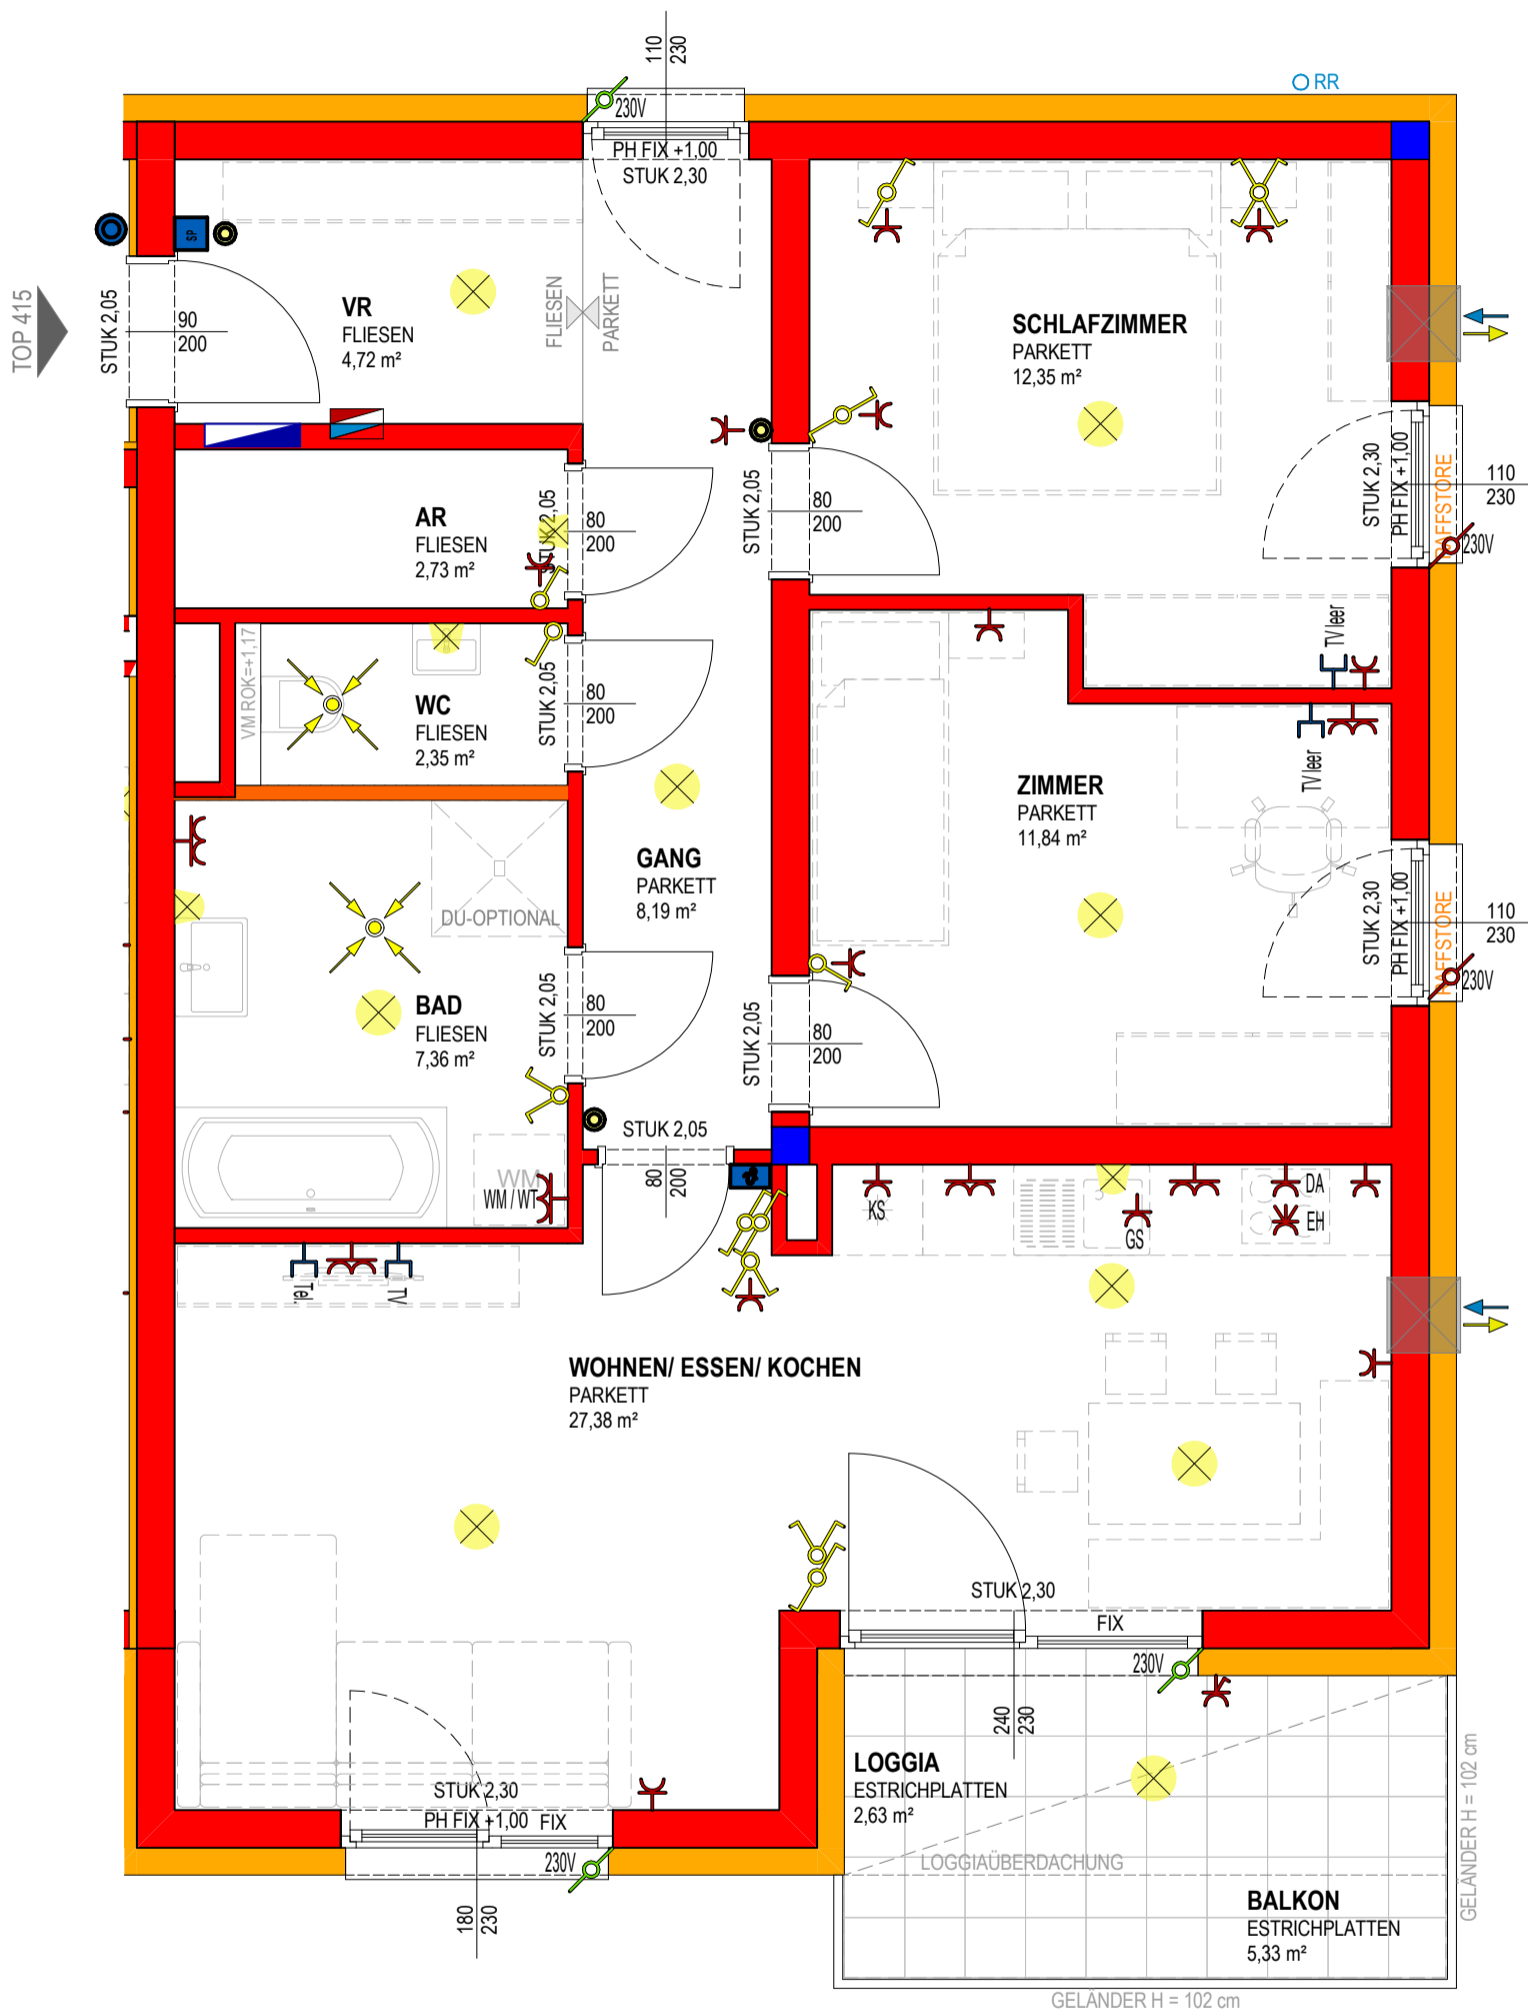 110
230
RR
230V
PH FIX +1,00
STUK 2,30
SP
TOP 415
STUK 2,05
90
200
VR
FLIESEN
4,72 m²
FLIESEN
PARKETT
SCHLAFZIMMER
PARKETT
12,35 m²
STUK 2,30
PH FIX +1,00
RAFFSTORE
110
230
230V
AR
FLIESEN
2,73 m²
STUK 2,05
80
200
STUK 2,05
80
200
VM ROK=+1,17
WC
FLIESEN
2,35 m²
STUK 2,05
80
200
TV leer
TV leer
ZIMMER
PARKETT
11,84 m²
GANG
PARKETT
8,19 m²
DU-OPTIONAL
STUK 2,30
PH FIX +1,00
RAFFSTORE
110
230
230V
BAD
FLIESEN
7,36 m²
STUK 2,05
80
200
STUK 2,05
80
200
STUK 2,05
80
200
WM
WM / WT
KS
GS
DA
EH
Tel.
TV
WOHNEN/ ESSEN/ KOCHEN
PARKETT
27,38 m²
STUK 2,30
FIX
230V
240
230
LOGGIA
ESTRICHPLATTEN
2,63 m²
STUK 2,30
PH FIX +1,00
FIX
230V
180
230
LOGGIAÜBERDACHUNG
BALKON
ESTRICHPLATTEN
5,33 m²
GELÄNDER H = 102 cm
GELÄNDER H = 102 cm